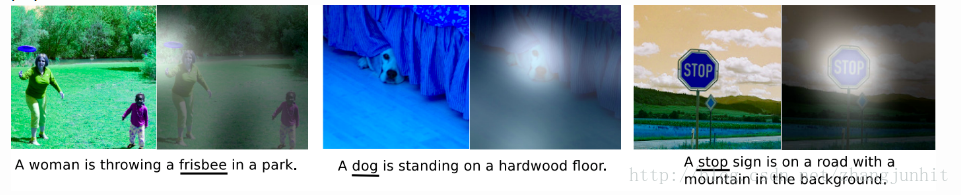 STOP
STOP
A woman is throwing a frisbee in a park.
A dog is standing on a hardwood floor.
A stop sign is on a road with a
mountain in the background.